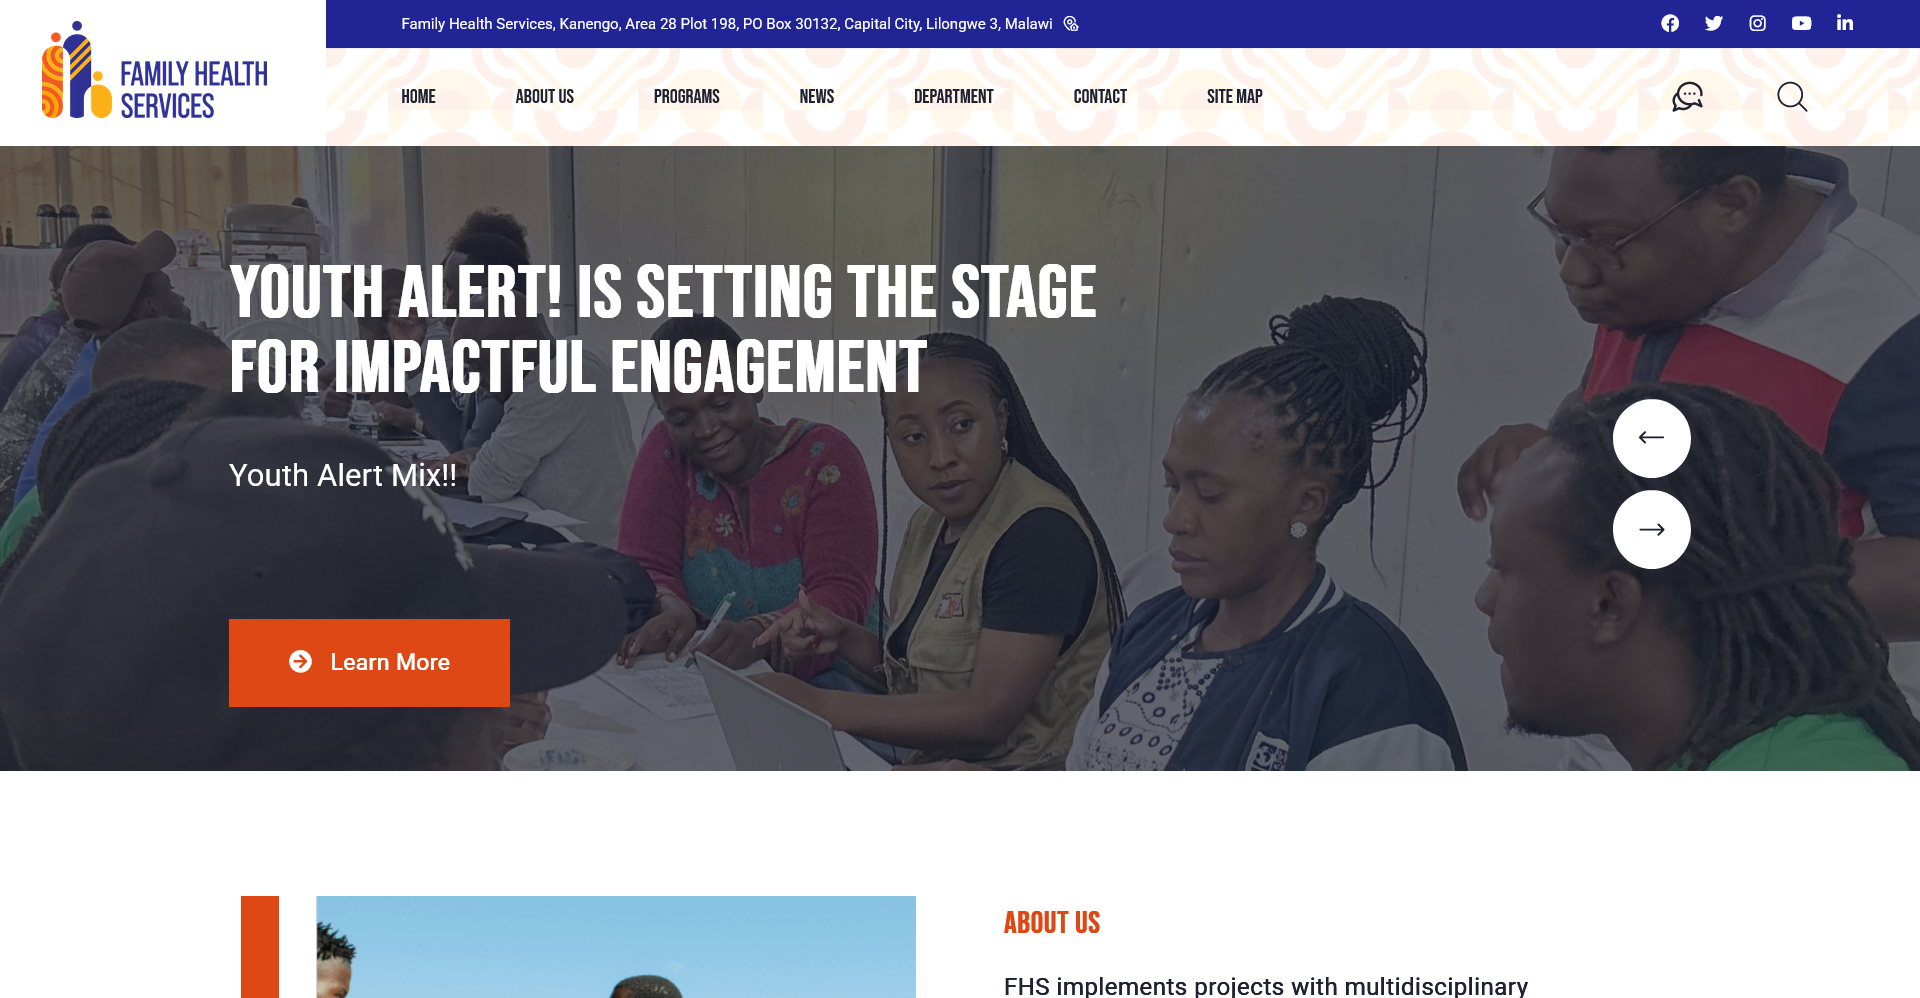 Family Health Services, Kanengo, Area 28 Plot 198, PO Box 30132, Capital City, Lilongwe 3, Malawi
FAMILY HEALTH
SERVICES
HOME
ABOUT US
PROGRAMS
NEWS
DEPARTMENT
CONTACT
SITE MAP
YOUTH ALERT! IS SETTING THE STAGE
FOR IMPACTFUL ENGAGEMENT
Youth Alert Mix!!
Learn More
ABOUT US
FHS implements projects with multidisciplinary